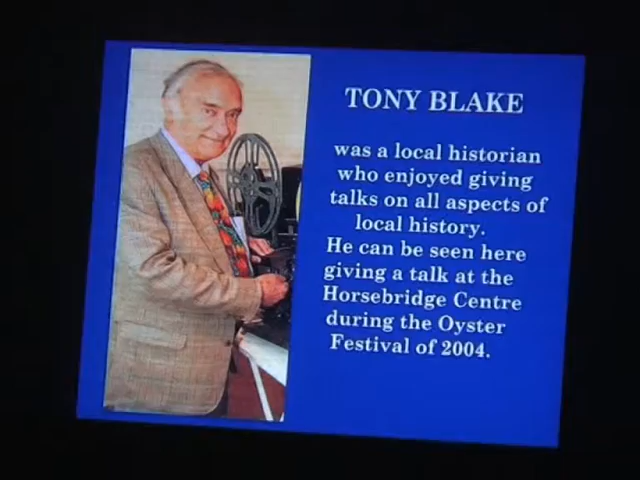 TONY BLAKE
was a local historian
who enjoyed giving
talks on all aspects of
local history.
He can be seen here
giving a talk at the
Horsebridge Centre
during the Oyster
Festival of 2004.